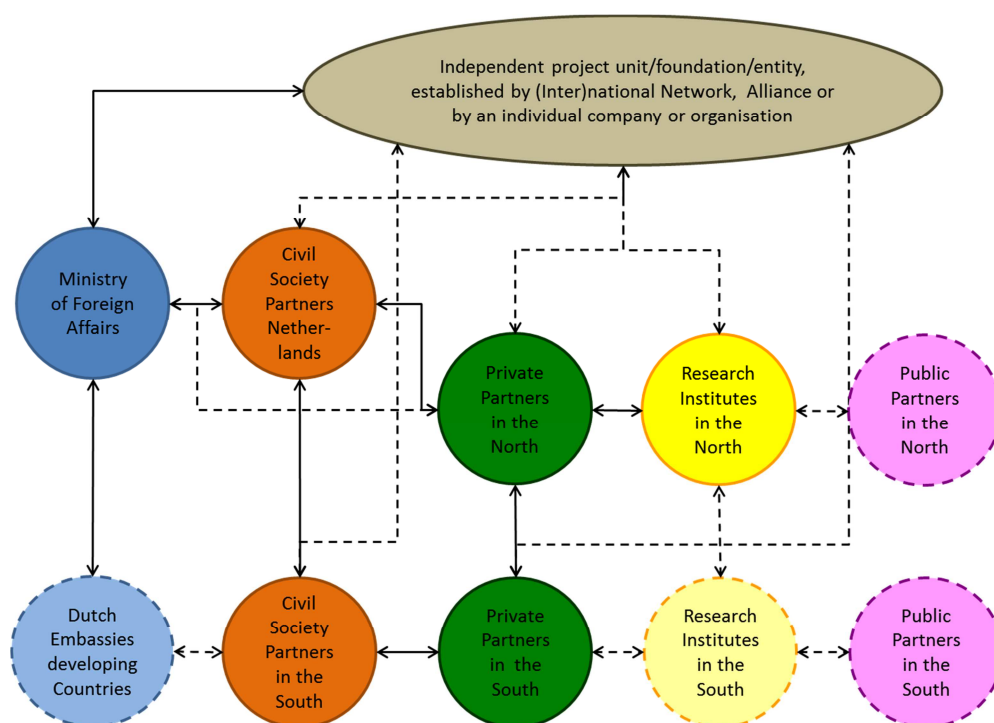 Independent project unit/foundation/entity,
established by (Inter)national Network, Alliance or
by an individual company or organisation
Ministry
of Foreign
Affairs
Civil
Society
Partners
Nether-
lands
Private
Partners
in the
North
Research
Institutes
in the
North
Public
Partners
in the
North
Dutch
Embassies
developing
Countries
Civil
Society
Partners
in the
South
Private
Partners
in the
South
Research
Institutes
in the
South
Public
Partners
in the
South